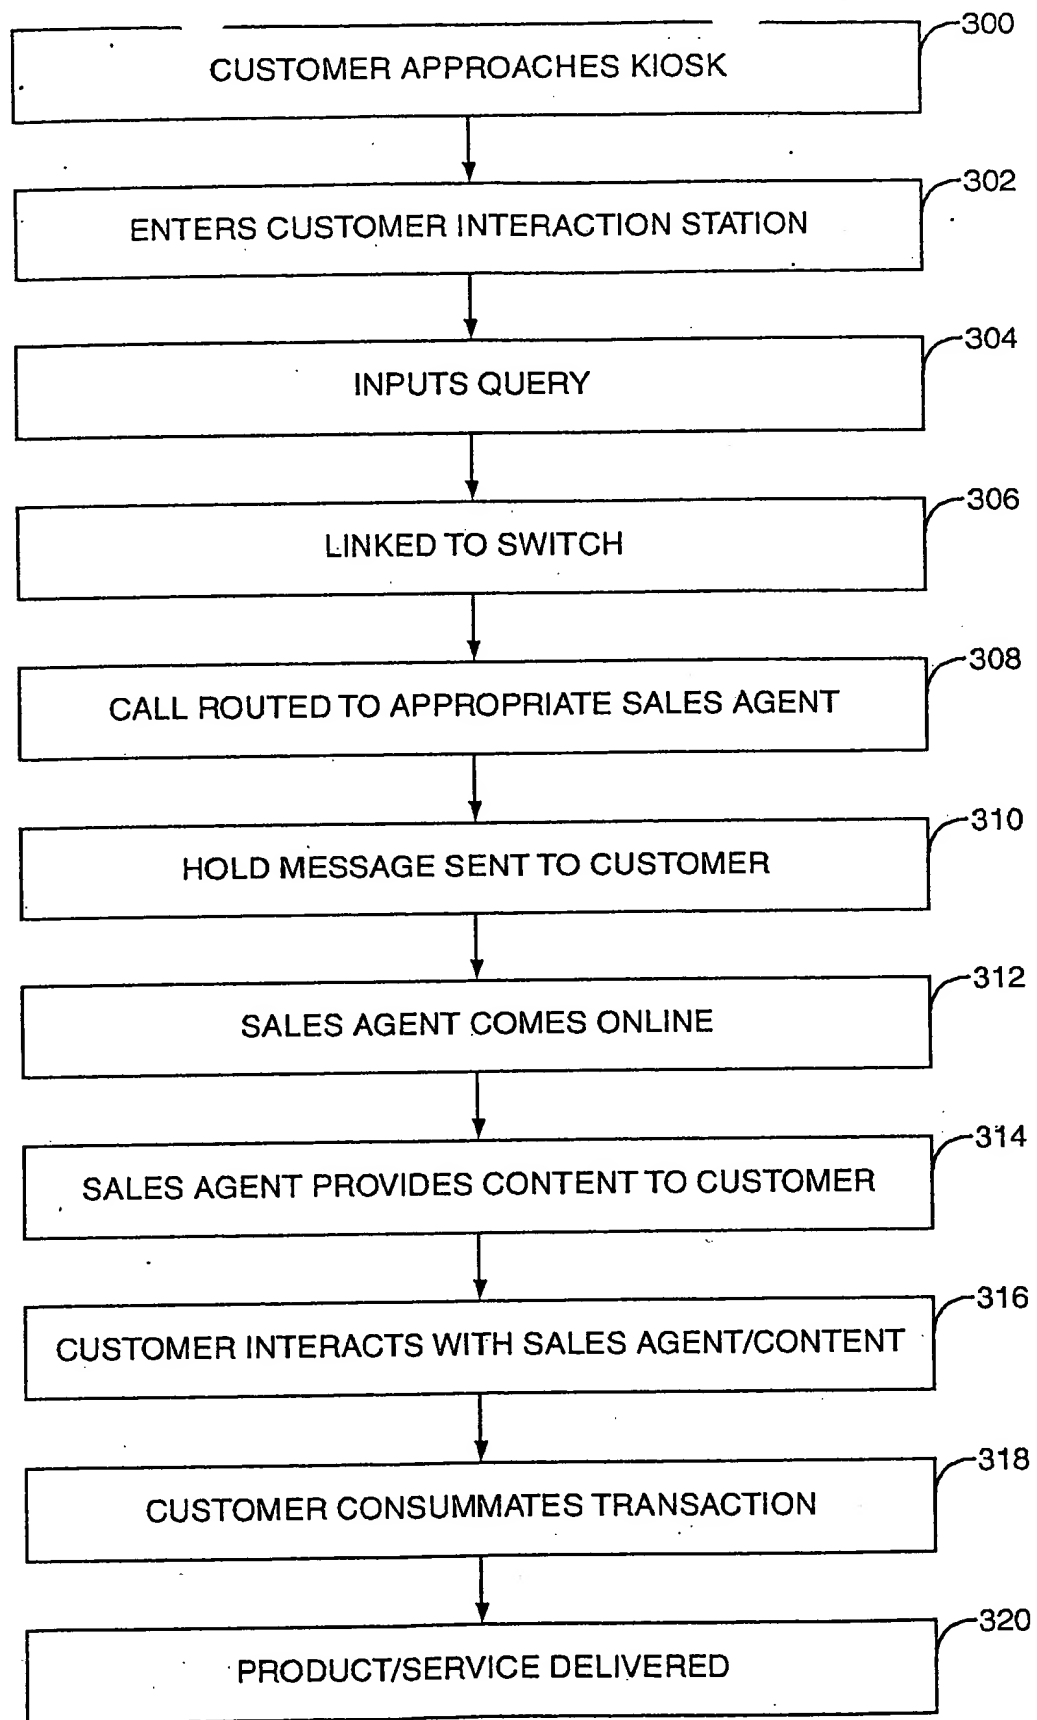 300
CUSTOMER APPROACHES KIOSK
302
ENTERS CUSTOMER INTERACTION STATION
304
INPUTS QUERY
306
LINKED TO SWITCH
308
CALL ROUTED TO APPROPRIATE SALES AGENT
310
HOLD MESSAGE SENT TO CUSTOMER
312
SALES AGENT COMES ONLINE
314
SALES AGENT PROVIDES CONTENT TO CUSTOMER
316
CUSTOMER INTERACTS WITH SALES AGENT/CONTENT
318
CUSTOMER CONSUMMATES TRANSACTION
320
PRODUCT/SERVICE DELIVERED